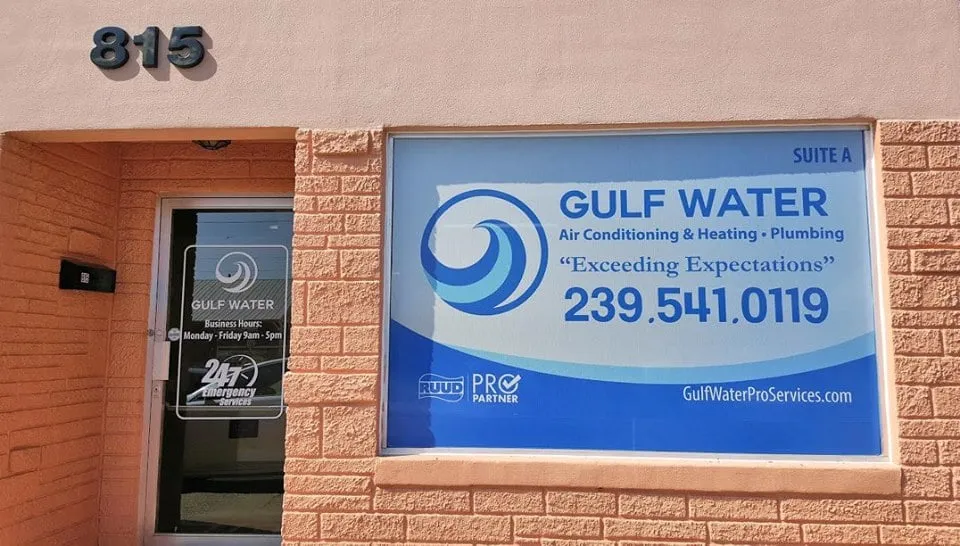 815
SUITE A
GULF WATER
Air Conditioning & Heating • Plumbing
“Exceeding Expectations”
239.541.0119
RUUD
PRO
PARTNER
GulfWaterProServices.com
GULF WATER
Business Hours:
Monday - Friday 9am - 5pm
24-7
Emergency
Services